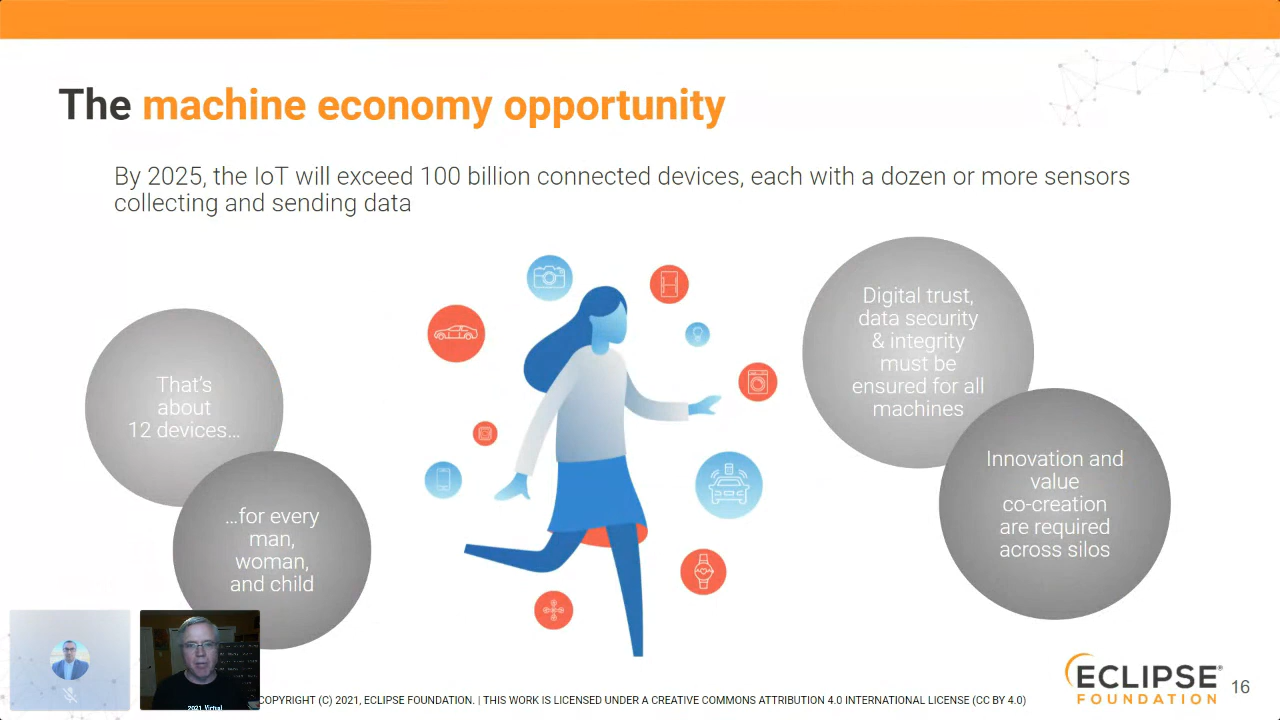 The machine economy opportunity
By 2025, the IoT will exceed 100 billion connected devices, each with a dozen or more sensors
collecting and sending data
That's
about
12 devices...
...for every
man,
woman,
and child
Digital trust,
data security
& integrity
must be
ensured for all
machines
Innovation and
value
co-creation
are required
across silos
2021 Virtual
COPYRIGHT (C) 2021, ECLIPSE FOUNDATION. | THIS WORK IS LICENSED UNDER A CREATIVE COMMONS ATTRIBUTION 4.0 INTERNATIONAL LICENSE (CC BY 4.0)
ECLIPSE®
FOUNDATION
16